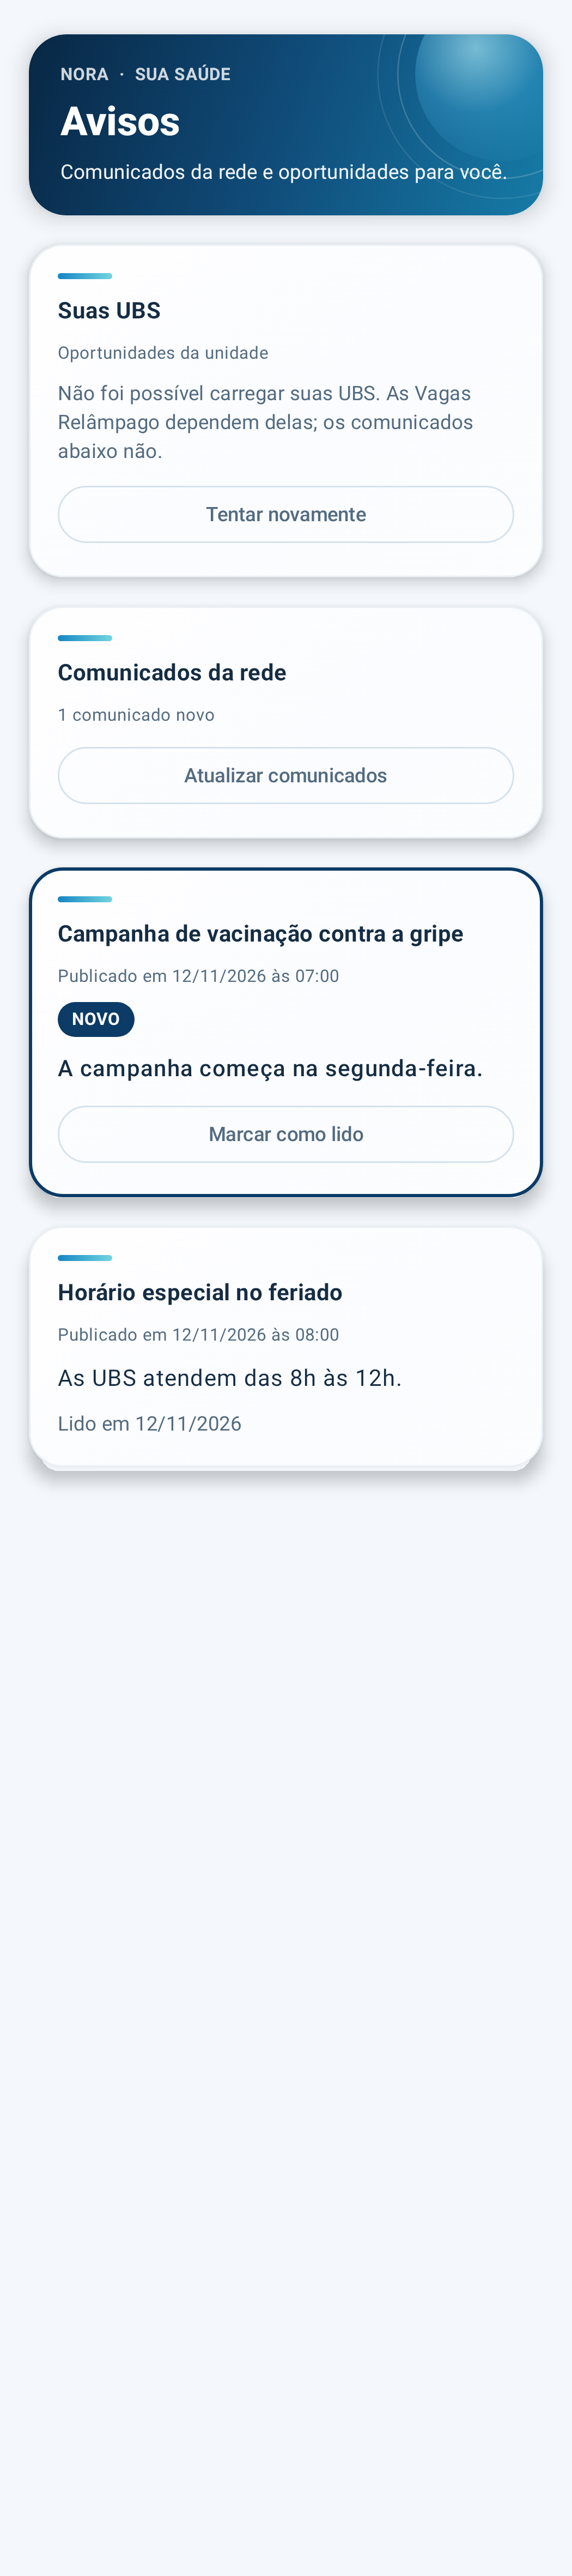 NORA · SUA SAÚDE
Avisos
Comunicados da rede e oportunidades para você.
Suas UBS
Oportunidades da unidade
Não foi possível carregar suas UBS. As Vagas
Relâmpago dependem delas; os comunicados
abaixo não.
Tentar novamente
Comunicados da rede
1 comunicado novo
Atualizar comunicados
Campanha de vacinação contra a gripe
Publicado em 12/11/2026 às 07:00
NOVO
A campanha começa na segunda-feira.
Marcar como lido
Horário especial no feriado
Publicado em 12/11/2026 às 08:00
As UBS atendem das 8h às 12h.
Lido em 12/11/2026